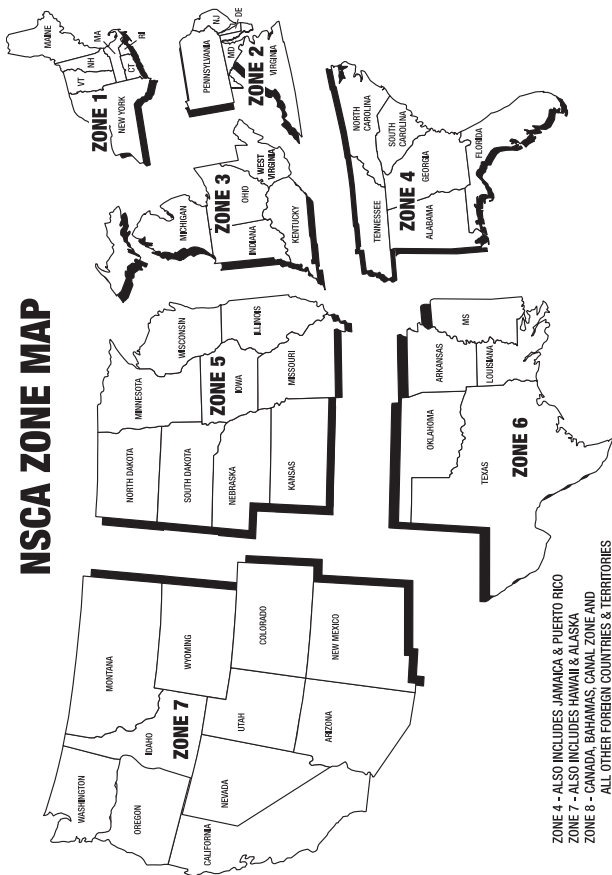 NSCA ZONE MAP
WASHINGTON
OREGON
CALIFORNIA
NEVADA
IDAHO
MONTANA
WYOMING
UTAH
COLORADO
ARIZONA
NEW MEXICO
ZONE 7
NORTH DAKOTA
SOUTH DAKOTA
NEBRASKA
KANSAS
MINNESOTA
IOWA
MISSOURI
WISCONSIN
ILLINOIS
ZONE 5
OKLAHOMA
TEXAS
ARKANSAS
LOUISIANA
MS
ZONE 6
MICHIGAN
INDIANA
OHIO
KENTUCKY
WEST
VIRGINIA
ZONE 3
TENNESSEE
ALABAMA
GEORGIA
FLORIDA
NORTH
CAROLINA
SOUTH
CAROLINA
ZONE 4
PENNSYLVANIA
NJ
DE
MD
VIRGINIA
ZONE 2
MAINE
VT
NH
MA
RI
CT
NEW YORK
ZONE 1
ZONE 4 - ALSO INCLUDES JAMAICA & PUERTO RICO
ZONE 7 - ALSO INCLUDES HAWAII & ALASKA
ZONE 8 - CANADA, BAHAMAS, CANAL ZONE AND
ALL OTHER FOREIGN COUNTRIES & TERRITORIES